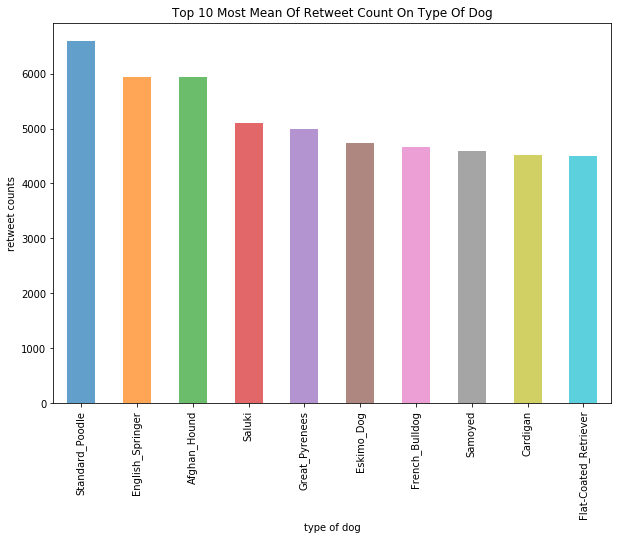 Top 10 Most Mean Of Retweet Count On Type Of Dog
retweet counts
6000
5000
4000
3000
2000
1000
0
Standard_Poodle
English_Springer
Afghan_Hound
Saluki
Great_Pyrenees
Eskimo_Dog
French_Bulldog
Samoyed
Cardigan
Flat-Coated_Retriever
type of dog